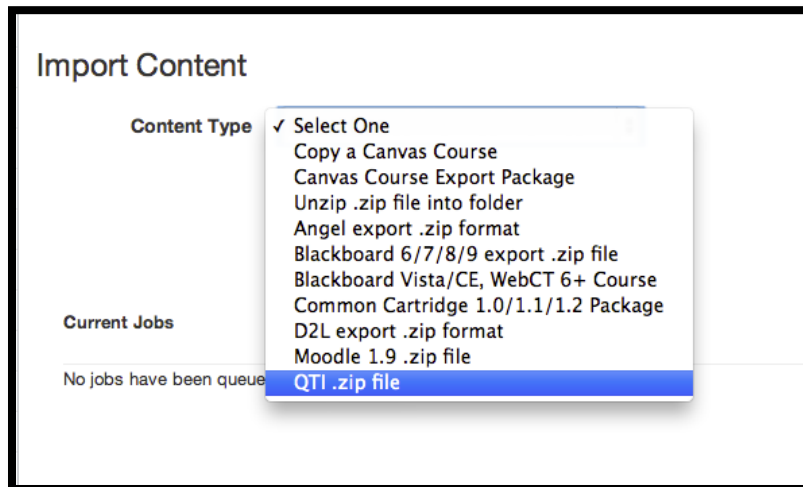 Import Content
Content Type ✓ Select One
Copy a Canvas Course
Canvas Course Export Package
Unzip .zip file into folder
Angel export .zip format
Blackboard 6/7/8/9 export .zip file
Blackboard Vista/CE, WebCT 6+ Course
Common Cartridge 1.0/1.1/1.2 Package
D2L export .zip format
Moodle 1.9 .zip file
QTI .zip file
Current Jobs
No jobs have been queue